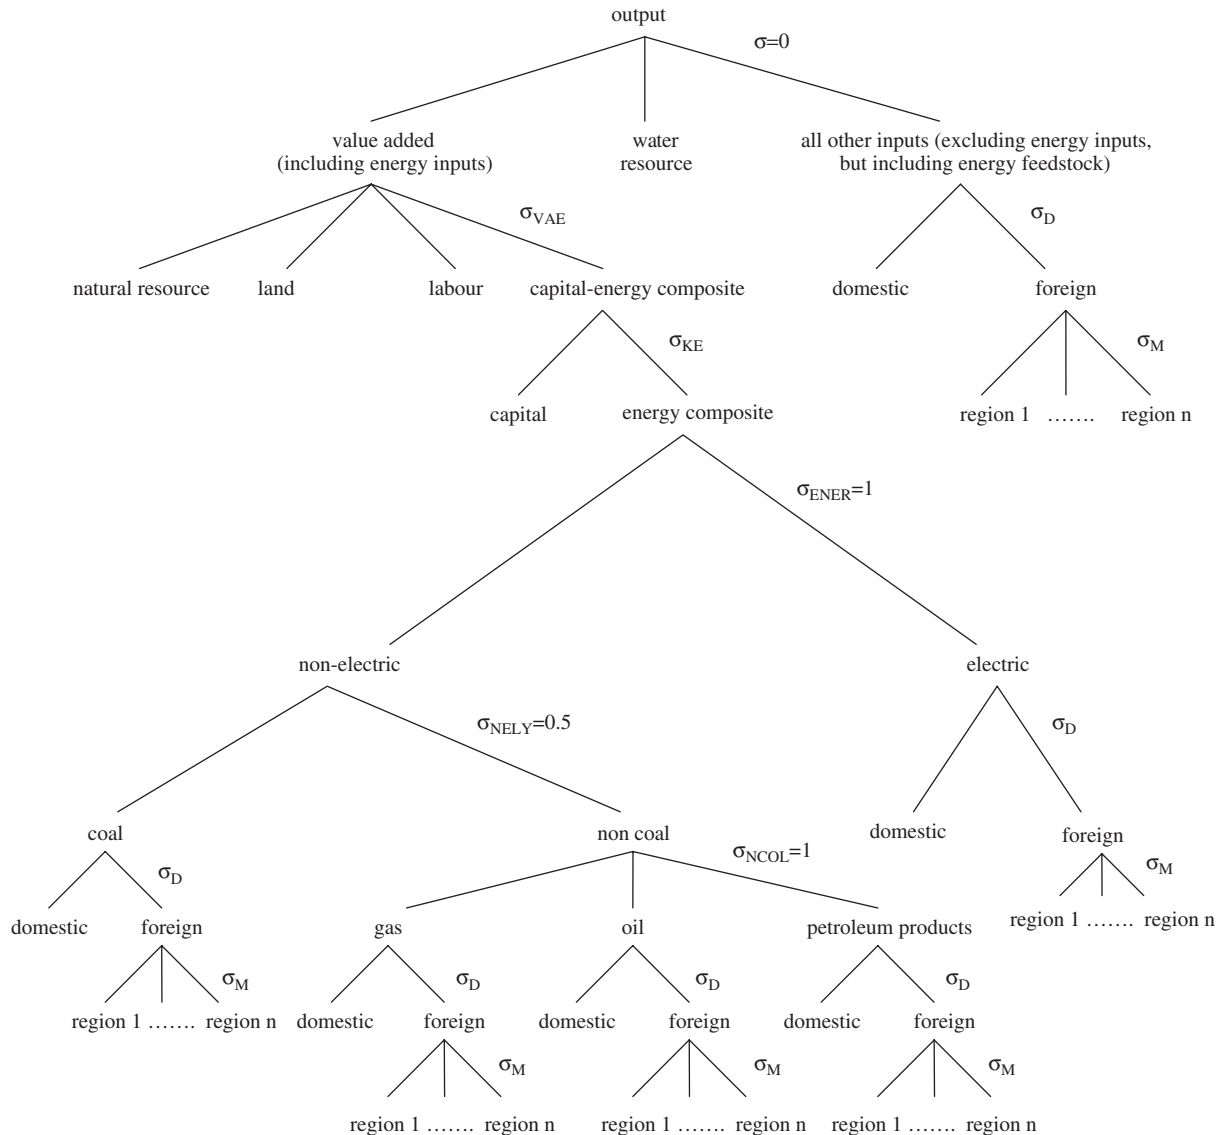 output
σ=0
value added
(including energy inputs)
water
resource
all other inputs (excluding energy inputs,
but including energy feedstock)
σVAE
σD
natural resource
land
labour
capital-energy composite
domestic
foreign
σKE
σM
capital
energy composite
region 1 ....... region n
σENER=1
non-electric
electric
σNELY=0.5
σD
coal
non coal
domestic
foreign
σD
σNCOL=1
σM
domestic
foreign
gas
oil
petroleum products
region 1 ....... region n
σM
σD
σD
σD
region 1 ....... region n
domestic
foreign
domestic
foreign
domestic
foreign
σM
σM
σM
region 1 ....... region n
region 1 ....... region n
region 1 ....... region n